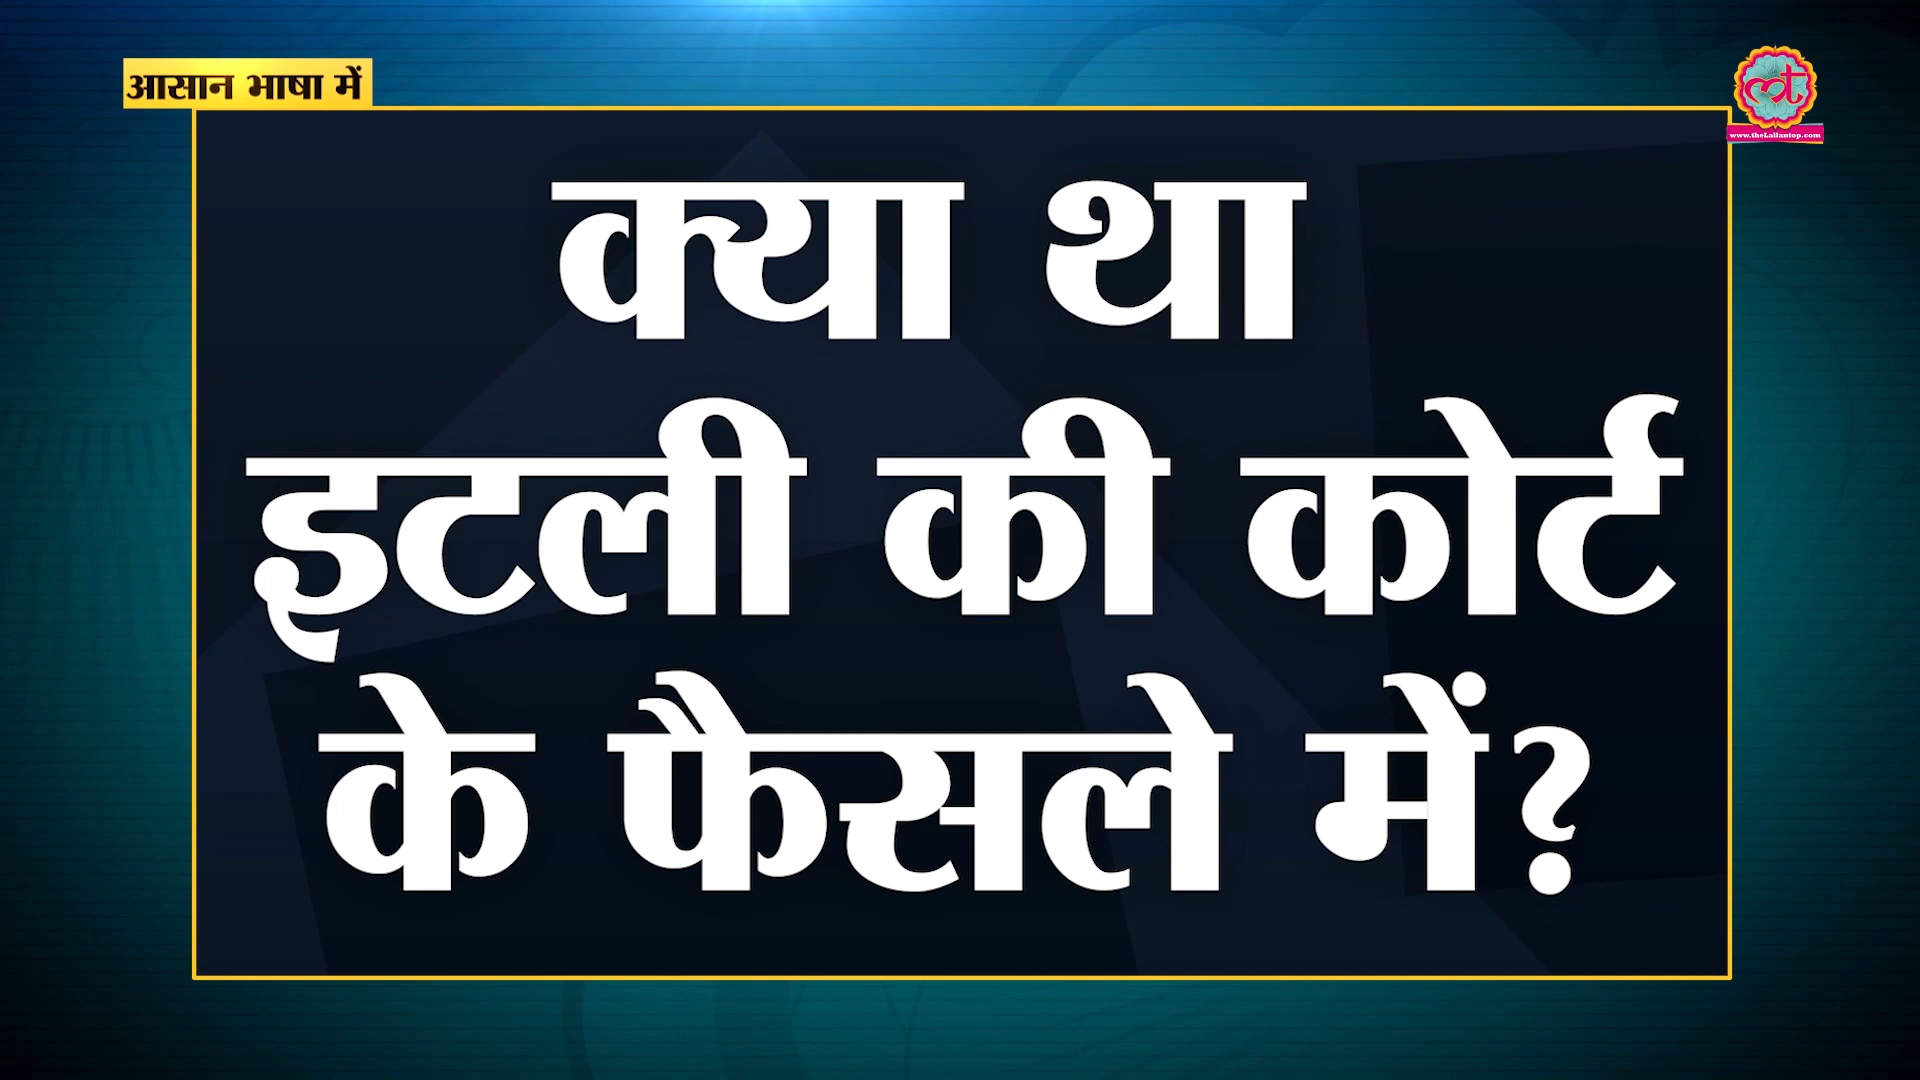 आसान भाषा में
www.theLallantop.com
क्या था
इटली की कोर्ट
के फैसले में?